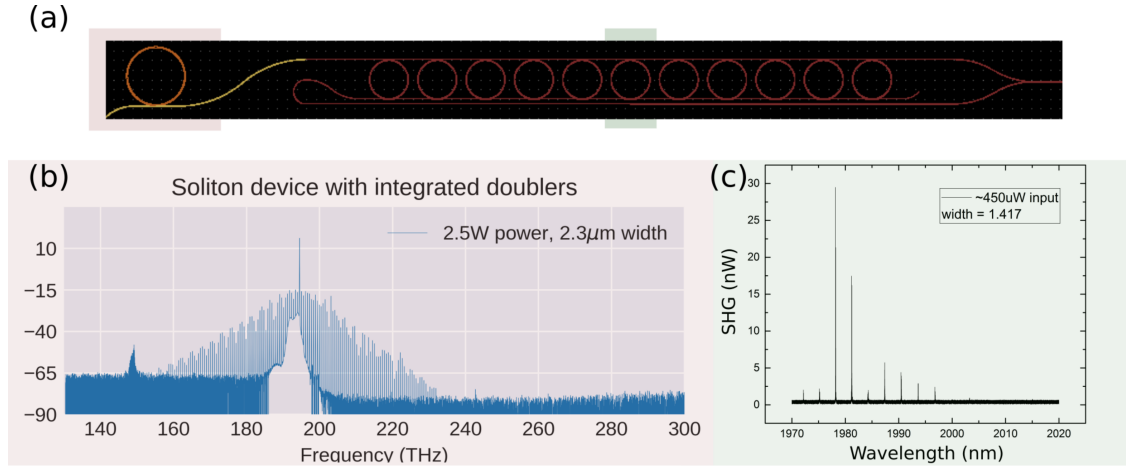 (a)
(b)
Soliton device with integrated doublers
2.5W power, 2.3μm width
10
−15
−40
−65
−90
140 160 180 200 220 240 260 280 300
Frequency (THz)
(c)
~450uW input
width = 1.417
SHG (nW)
30
25
20
15
10
5
0
1970 1980 1990 2000 2010 2020
Wavelength (nm)